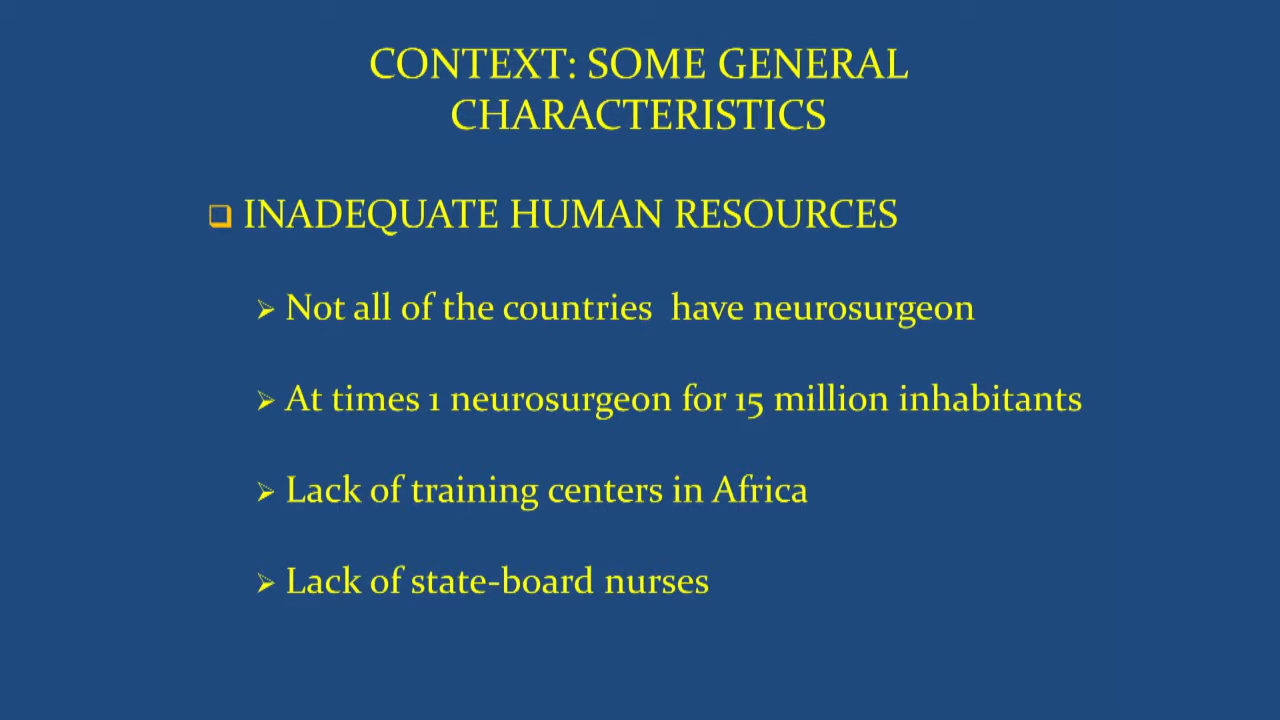 CONTEXT: SOME GENERAL
CHARACTERISTICS
❑ INADEQUATE HUMAN RESOURCES
➢ Not all of the countries  have neurosurgeon
➢ At times 1 neurosurgeon for 15 million inhabitants
➢ Lack of training centers in Africa
➢ Lack of state-board nurses